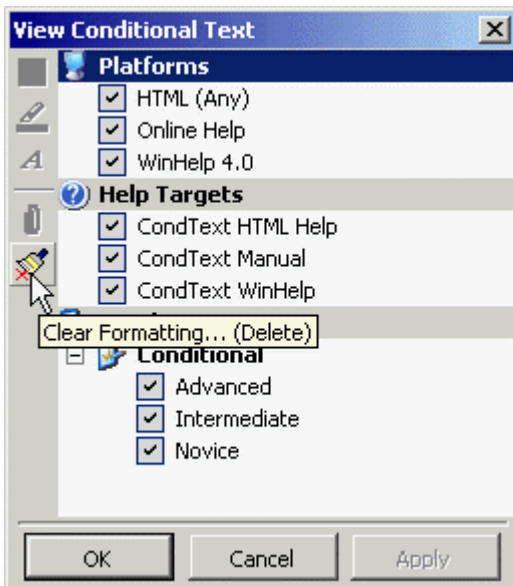 View Conditional Text
Platforms
HTML (Any)
Online Help
WinHelp 4.0
Help Targets
CondText HTML Help
CondText Manual
CondText WinHelp
Clear Formatting... (Delete)
Conditional
Advanced
Intermediate
Novice
OK
Cancel
Apply